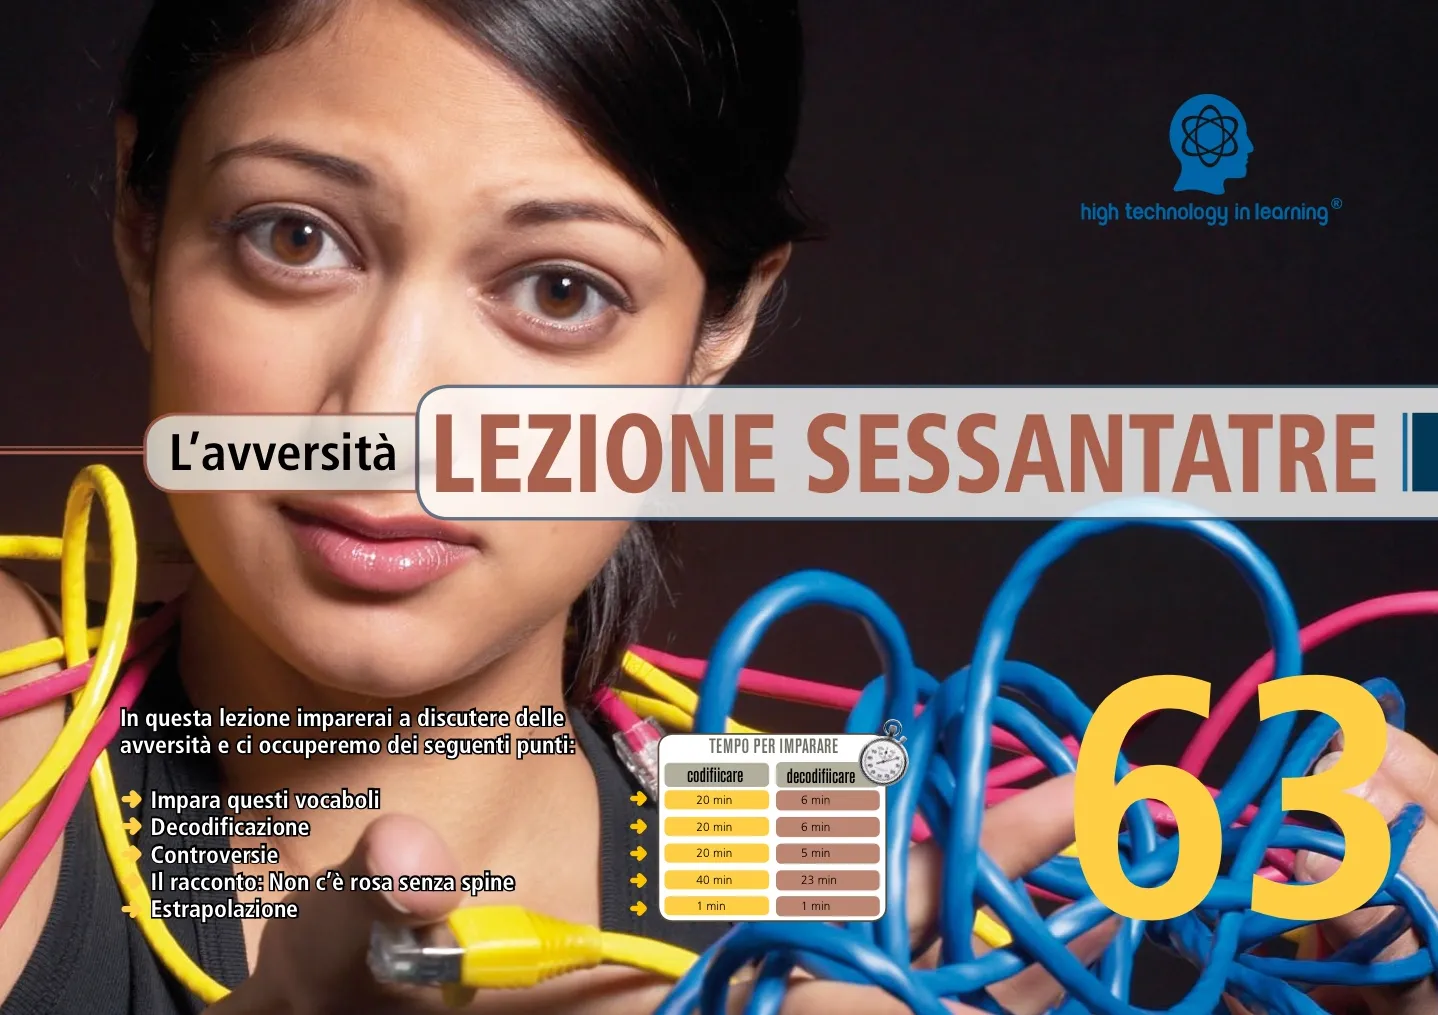 high technology in learning®
L’avversità
LEZIONE SESSANTATRE
In questa lezione imparerai a discutere delle
avversità e ci occuperemo dei seguenti punti:
Impara questi vocaboli
Decodificazione
Controversie
Il racconto: Non c’è rosa senza spine
Estrapolazione
TEMPO PER IMPARARE
codifiicare decodifiicare
20 min 6 min
20 min 6 min
20 min 5 min
40 min 23 min
1 min 1 min
63